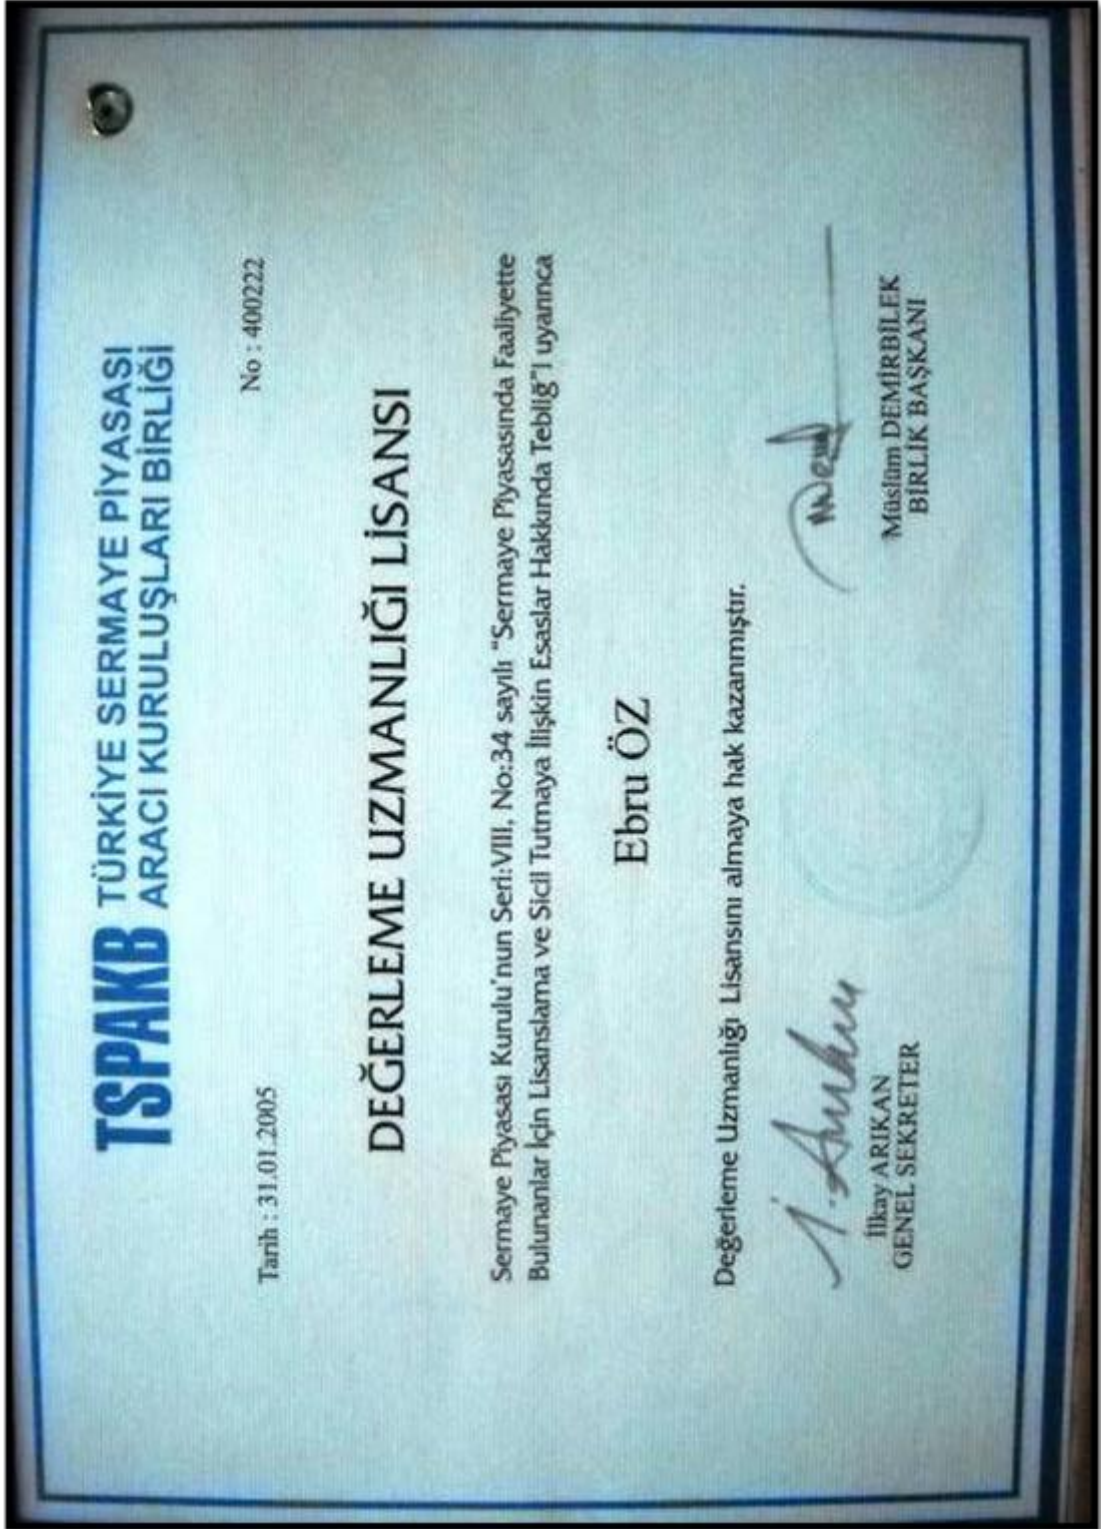 TSPAKB TÜRKİYE SERMAYE PİYASASI
ARACI KURULUŞLARI BİRLİĞİ
Tarih : 31.01.2005 No : 400222
DEĞERLEME UZMANLIĞI LİSANSI
Sermaye Piyasası Kurulu'nun Seri:VIII, No:34 sayılı "Sermaye Piyasasında Faaliyette
Bulunanlar İçin Lisanslama ve Sicil Tutmaya İlişkin Esaslar Hakkında Tebliğ"i uyarınca
Ebru ÖZ
Değerleme Uzmanlığı Lisansını almaya hak kazanmıştır.
İ. Arıkan
İlkay ARIKAN
GENEL SEKRETER
Müslüm DEMİRBİLEK
BİRLİK BAŞKANI